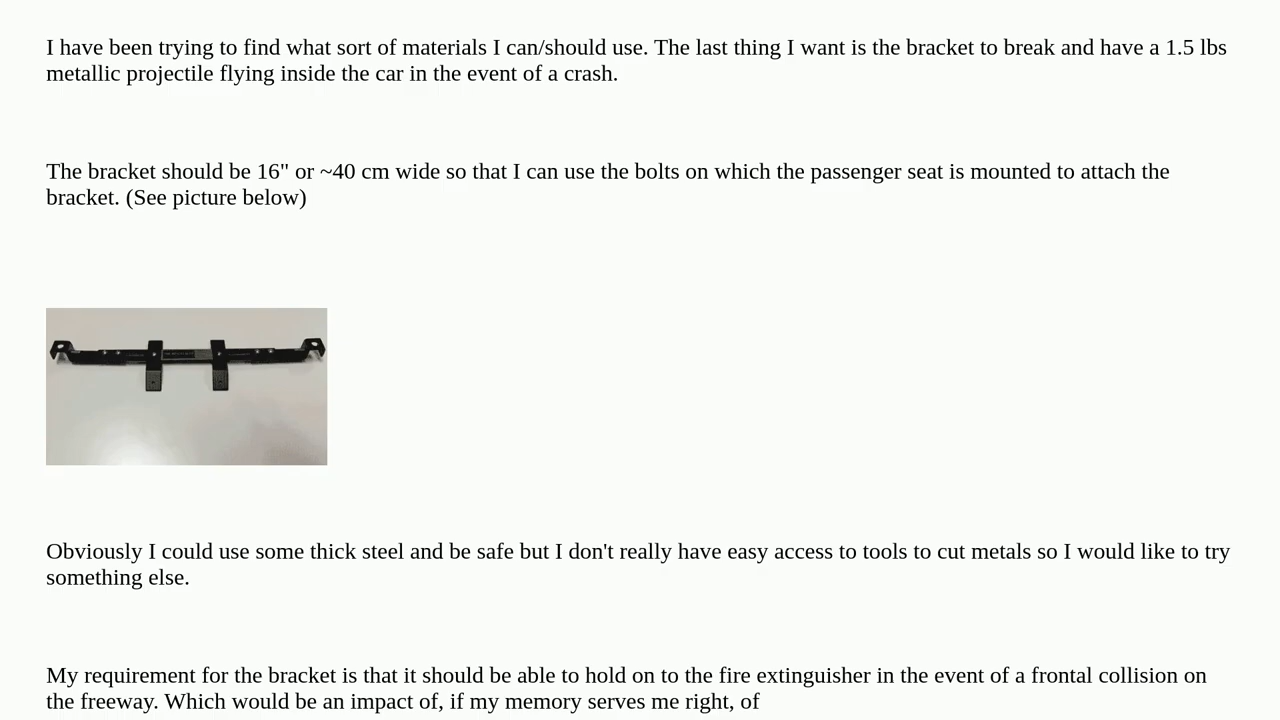 I have been trying to find what sort of materials I can/should use. The last thing I want is the bracket to break and have a 1.5 lbs
metallic projectile flying inside the car in the event of a crash.
The bracket should be 16" or ~40 cm wide so that I can use the bolts on which the passenger seat is mounted to attach the
bracket. (See picture below)
Obviously I could use some thick steel and be safe but I don't really have easy access to tools to cut metals so I would like to try
something else.
My requirement for the bracket is that it should be able to hold on to the fire extinguisher in the event of a frontal collision on
the freeway. Which would be an impact of, if my memory serves me right, of